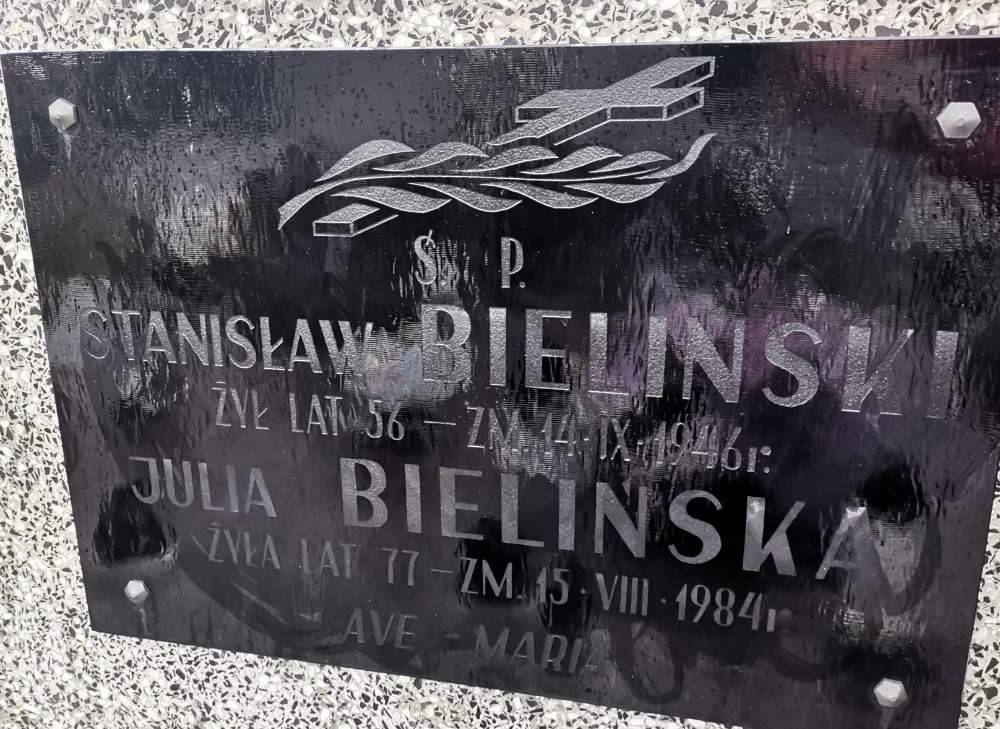 Ś. P.
STANISŁAW BIELIŃSKI
ŻYŁ LAT 56 — ZM. 14 · IX · 1946 r:
JULIA BIELIŃSKA
ŻYŁA LAT 77 — ZM. 15 · VIII · 1984 r
AVE - MARIA